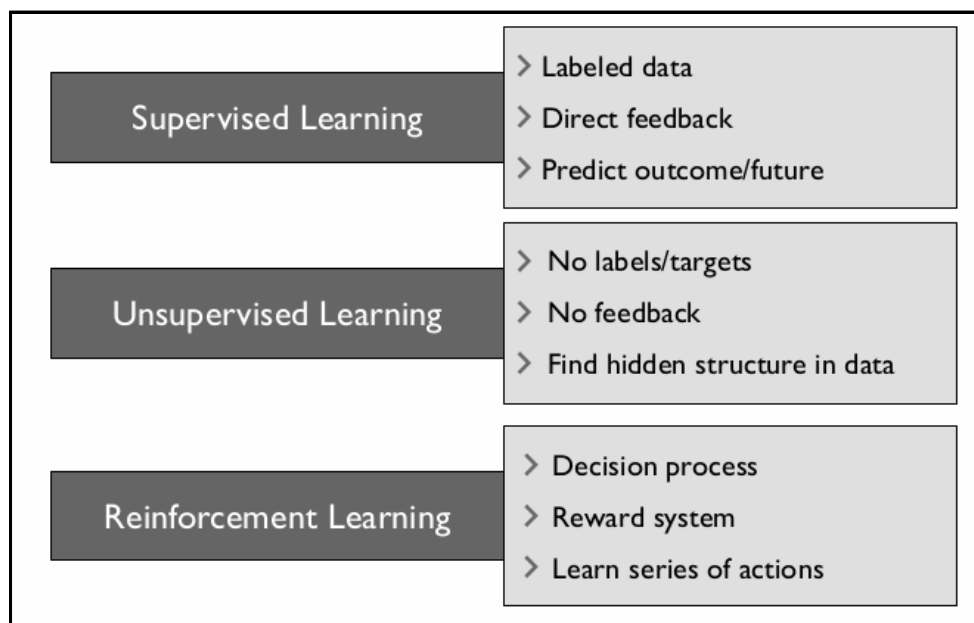 Supervised Learning
> Labeled data
> Direct feedback
> Predict outcome/future
Unsupervised Learning
> No labels/targets
> No feedback
> Find hidden structure in data
Reinforcement Learning
> Decision process
> Reward system
> Learn series of actions